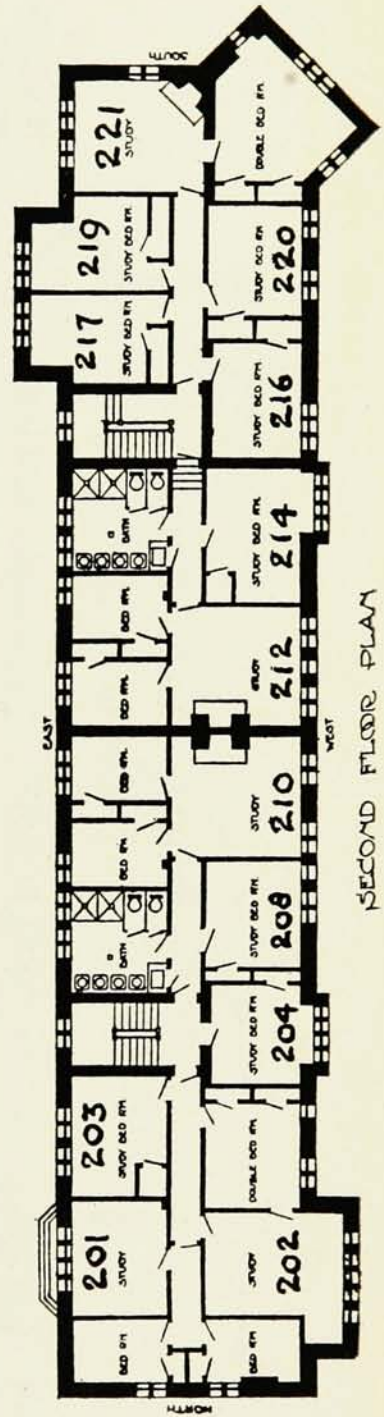 SOUTH
221
STUDY
DOUBLE BED RM.
219
STUDY BED RM.
217
STUDY BED RM.
220
STUDY BED RM.
216
STUDY BED RM.
BATH
214
STUDY BED RM.
BED RM.
BED RM.
212
STUDY
EAST
WEST
BED RM.
BED RM.
210
STUDY
BATH
208
STUDY BED RM.
204
STUDY BED RM.
203
STUDY BED RM.
DOUBLE BED RM.
201
STUDY
202
STUDY
BED RM.
BED RM.
NORTH
SECOND FLOOR PLAN